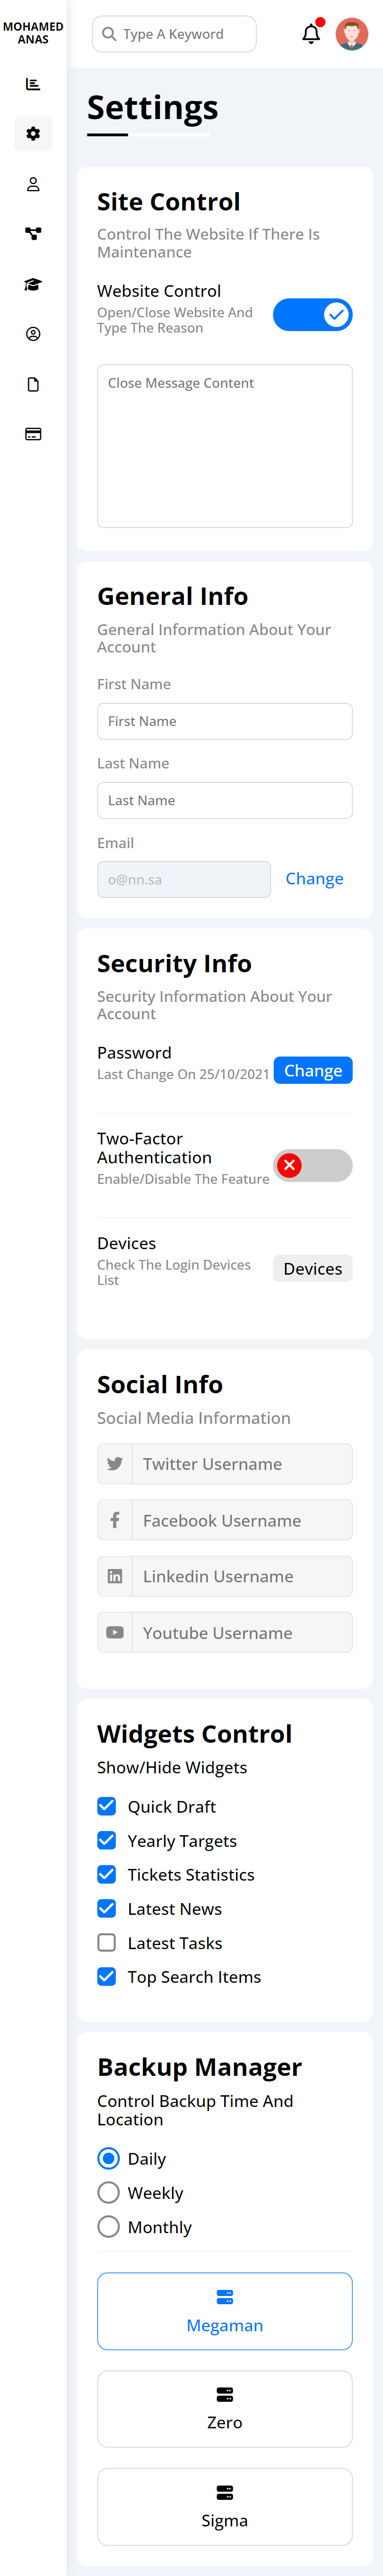 MOHAMED
ANAS
Type A Keyword
Settings
Site Control
Control The Website If There Is
Maintenance
Website Control
Open/Close Website And
Type The Reason
Close Message Content
General Info
General Information About Your
Account
First Name
First Name
Last Name
Last Name
Email
o@nn.sa
Change
Security Info
Security Information About Your
Account
Password
Last Change On 25/10/2021
Change
Two-Factor
Authentication
Enable/Disable The Feature
Devices
Check The Login Devices
List
Devices
Social Info
Social Media Information
Twitter Username
Facebook Username
Linkedin Username
Youtube Username
Widgets Control
Show/Hide Widgets
Quick Draft
Yearly Targets
Tickets Statistics
Latest News
Latest Tasks
Top Search Items
Backup Manager
Control Backup Time And
Location
Daily
Weekly
Monthly
Megaman
Zero
Sigma